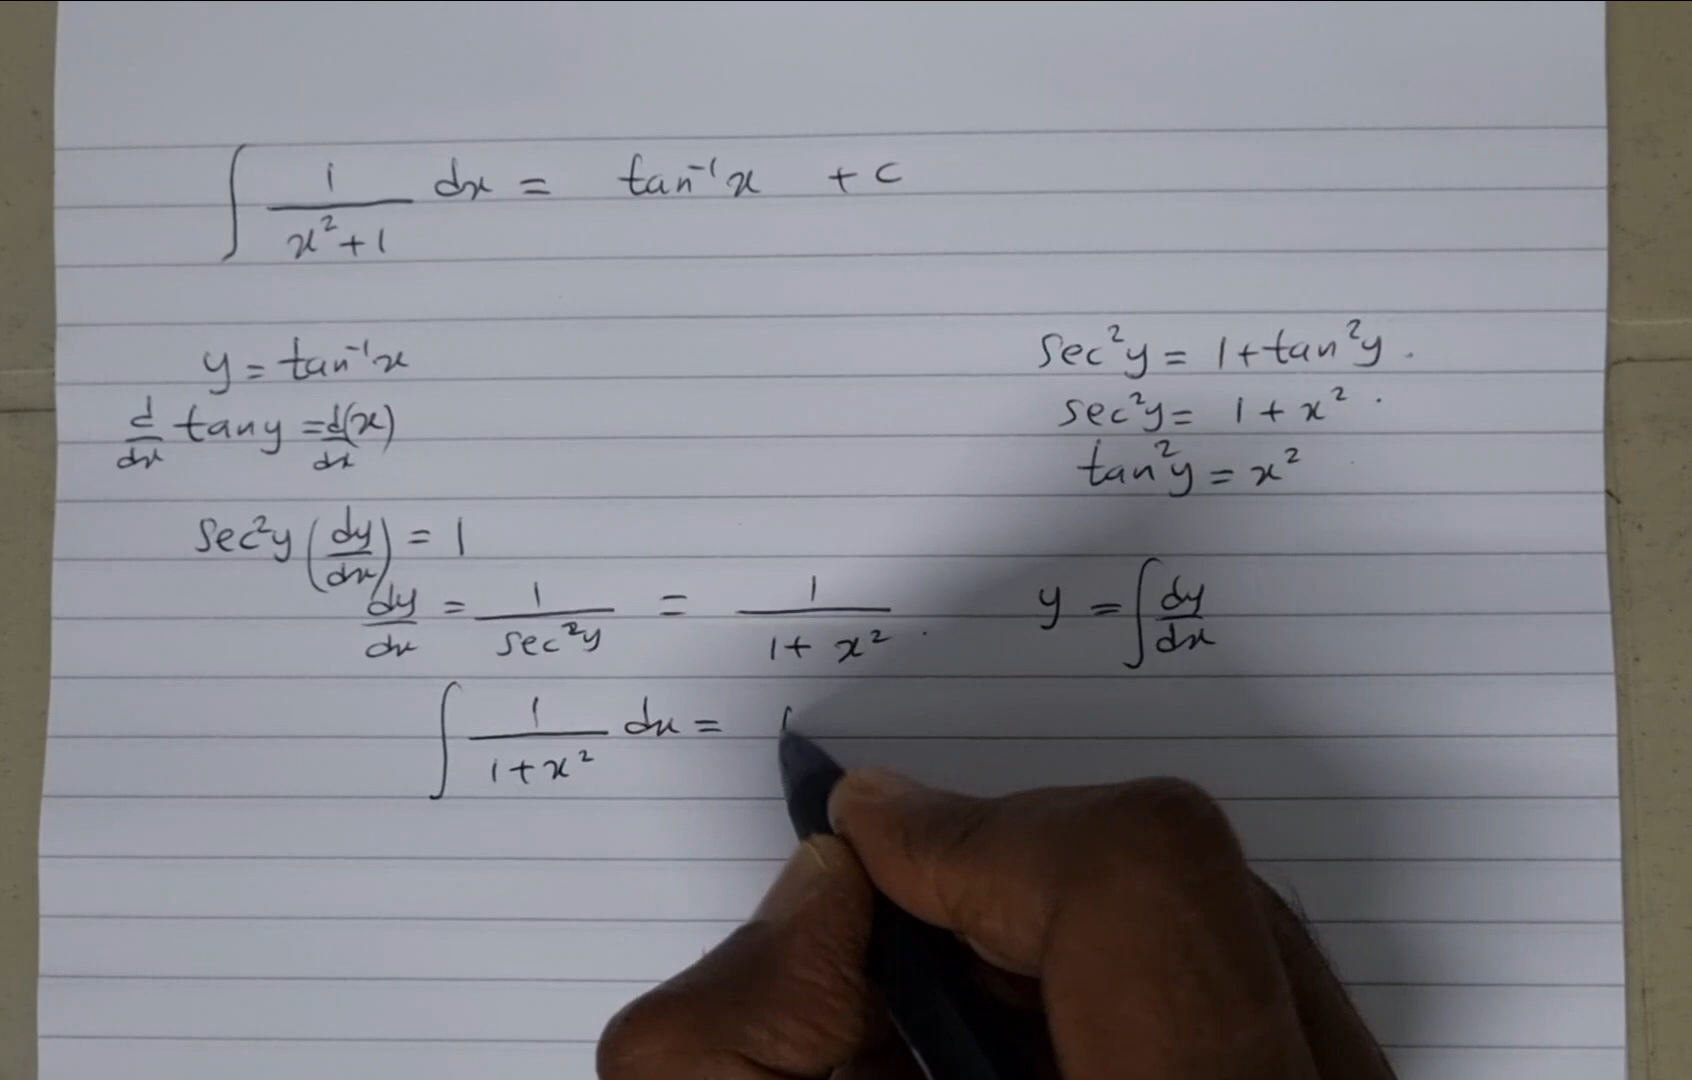 ∫ 1/(x²+1) dx = tan⁻¹x + c
y = tan⁻¹x
d/dx tan y = d(x)/dx
sec²y (dy/dx) = 1
dy/dx = 1/sec²y = 1/(1+x²).
∫ 1/(1+x²) dx =
sec²y = 1+tan²y.
sec²y = 1+x².
tan²y = x²
y = ∫ dy/dx